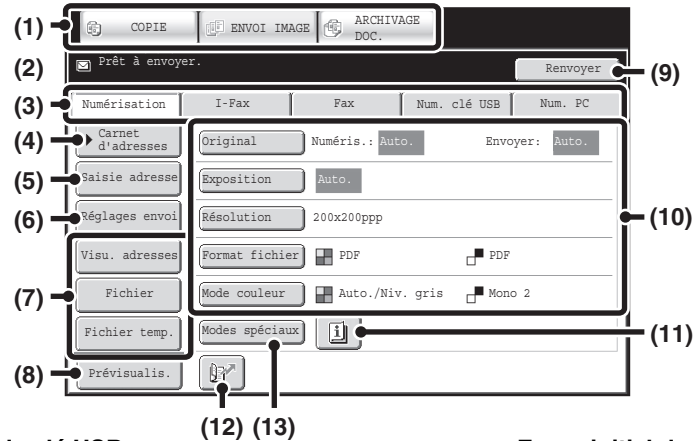 (1) COPIE ENVOI IMAGE ARCHIVAGE DOC.
(2) Prêt à envoyer. Renvoyer (9)
(3) Numérisation I-Fax Fax Num. clé USB Num. PC
(4) Carnet d'adresses Original Numéris.: Auto. Envoyer: Auto.
(5) Saisie adresse Exposition Auto.
(6) Réglages envoi Résolution 200x200ppp (10)
Visu. adresses Format fichier PDF PDF
(7) Fichier Mode couleur Auto./Niv. gris Mono 2
Fichier temp. Modes spéciaux (11)
(8) Prévisualis.
(12) (13)